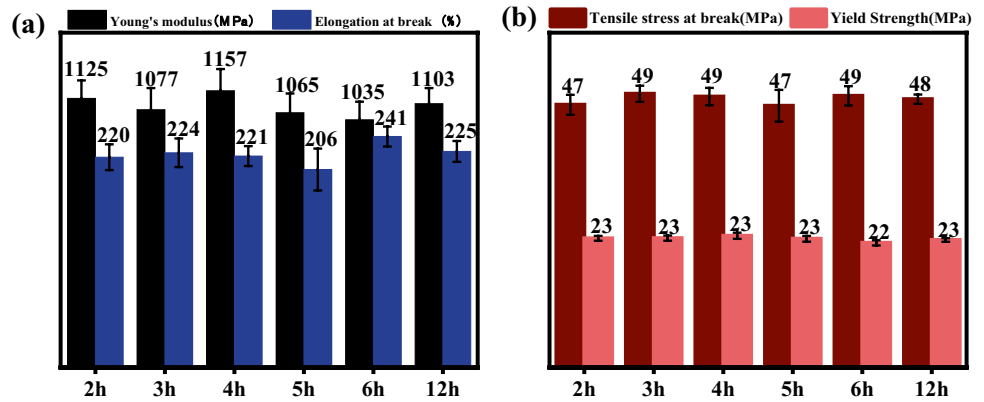 (a)
Young's modulus(MPa) Elongation at break (%)
1125 1077 1157 1065 1035 1103
220 224 221 206 241 225
2h 3h 4h 5h 6h 12h
(b)
Tensile stress at break(MPa) Yield Strength(MPa)
47 49 49 47 49 48
23 23 23 23 22 23
2h 3h 4h 5h 6h 12h